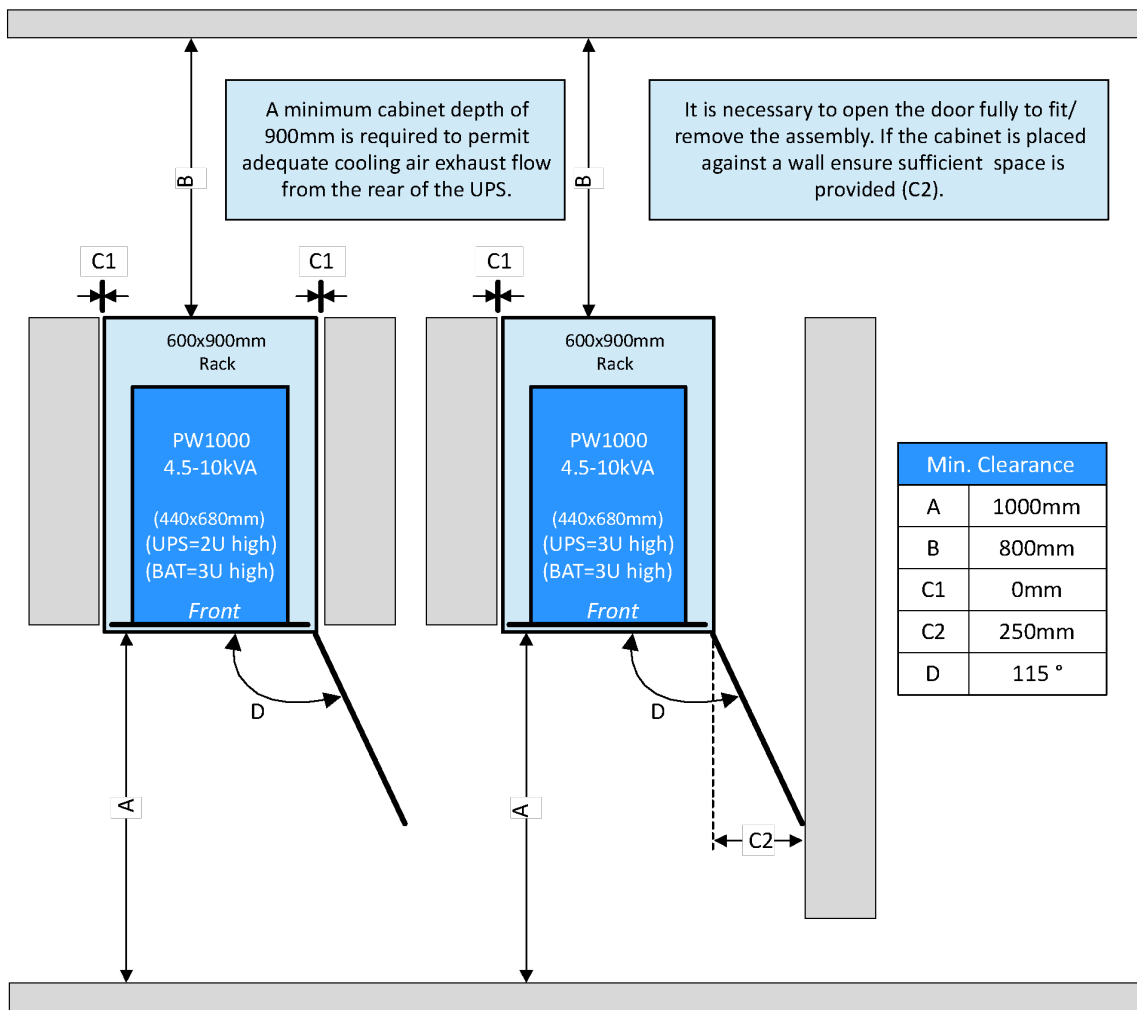 A minimum cabinet depth of
900mm is required to permit
adequate cooling air exhaust flow
from the rear of the UPS.
It is necessary to open the door fully to fit/
remove the assembly. If the cabinet is placed
against a wall ensure sufficient space is
provided (C2).
B
B
C1
C1
C1
600x900mm
Rack
PW1000
4.5-10kVA
(440x680mm)
(UPS=2U high)
(BAT=3U high)
Front
600x900mm
Rack
PW1000
4.5-10kVA
(440x680mm)
(UPS=3U high)
(BAT=3U high)
Front
Min. Clearance
A 1000mm
B 800mm
C1 0mm
C2 250mm
D 115 °
D
D
A
A
C2